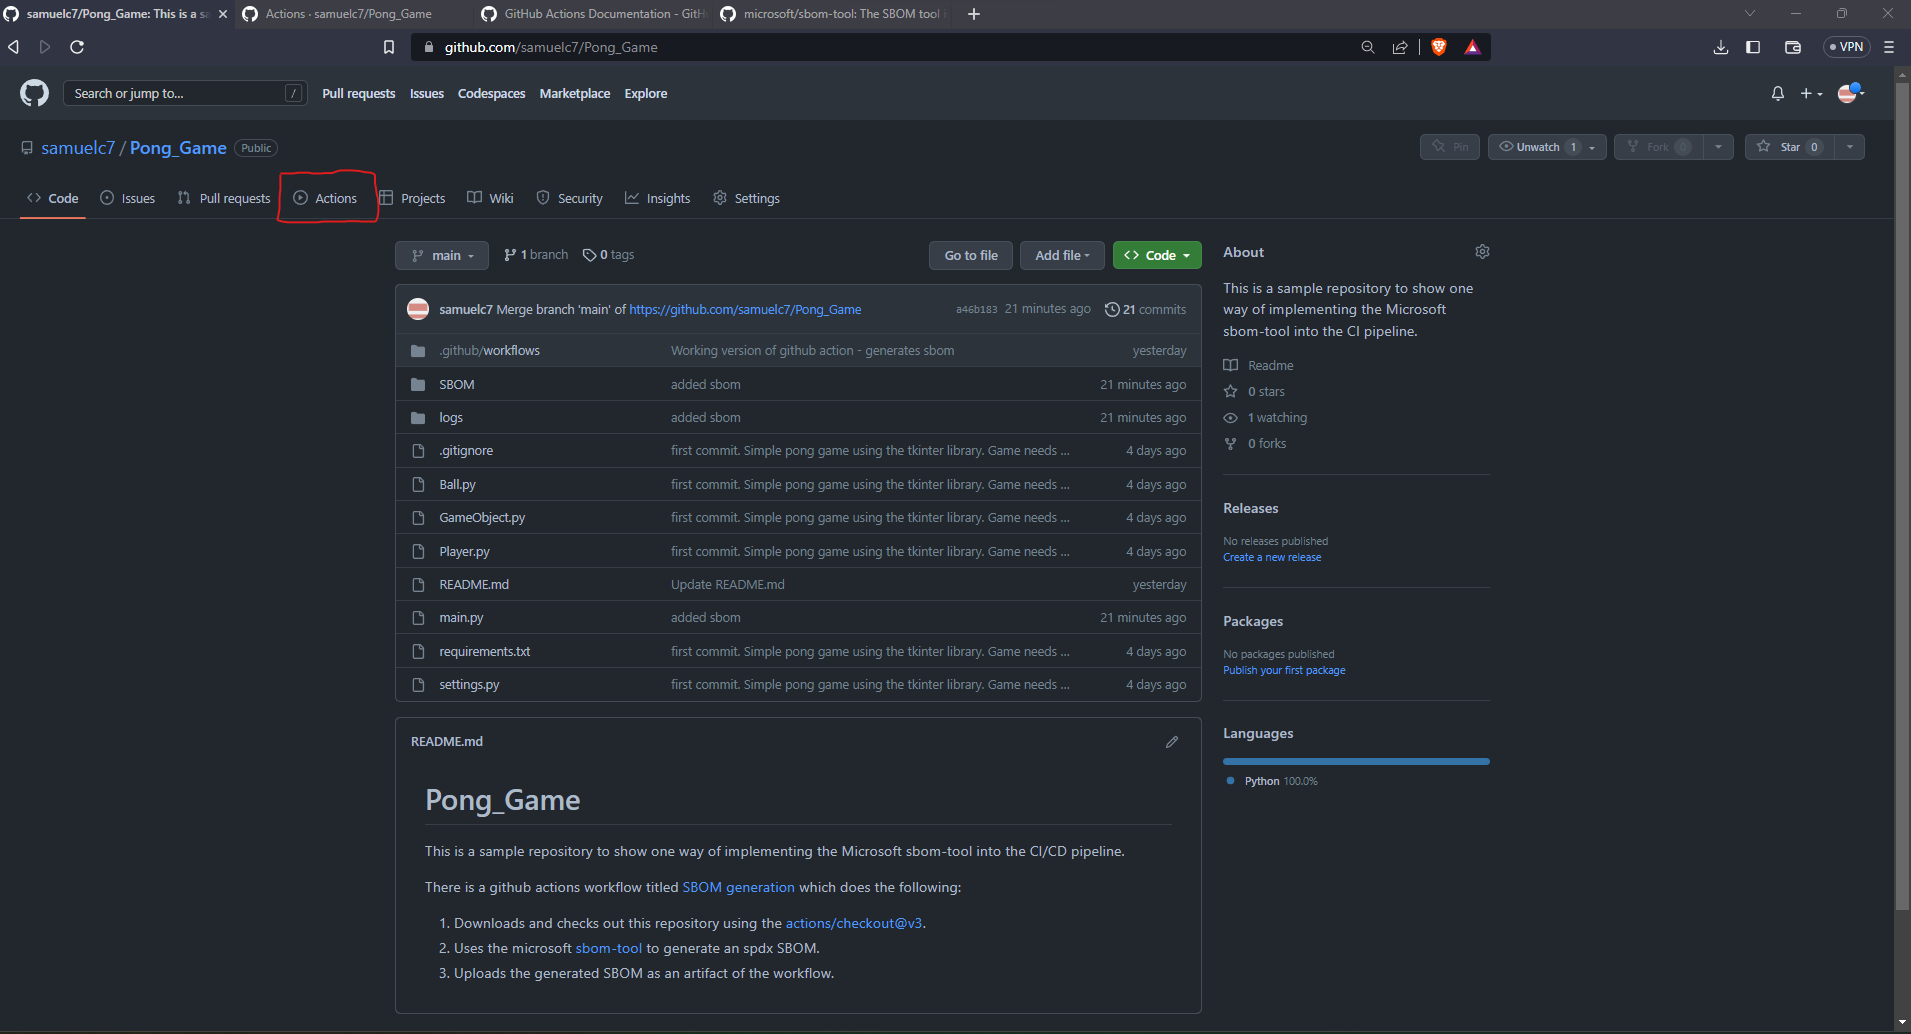 samuelc7/Pong_Game: This is a sa
Actions · samuelc7/Pong_Game
GitHub Actions Documentation - GitHu
microsoft/sbom-tool: The SBOM tool i
github.com/samuelc7/Pong_Game
VPN
Search or jump to... /
Pull requests Issues Codespaces Marketplace Explore
samuelc7 / Pong_Game Public
Pin Unwatch 1 Fork 0 Star 0
Code Issues Pull requests Actions Projects Wiki Security Insights Settings
main 1 branch 0 tags Go to file Add file Code
samuelc7 Merge branch 'main' of https://github.com/samuelc7/Pong_Game a46b183 21 minutes ago 21 commits
.github/workflows Working version of github action - generates sbom yesterday
SBOM added sbom 21 minutes ago
logs added sbom 21 minutes ago
.gitignore first commit. Simple pong game using the tkinter library. Game needs ... 4 days ago
Ball.py first commit. Simple pong game using the tkinter library. Game needs ... 4 days ago
GameObject.py first commit. Simple pong game using the tkinter library. Game needs ... 4 days ago
Player.py first commit. Simple pong game using the tkinter library. Game needs ... 4 days ago
README.md Update README.md yesterday
main.py added sbom 21 minutes ago
requirements.txt first commit. Simple pong game using the tkinter library. Game needs ... 4 days ago
settings.py first commit. Simple pong game using the tkinter library. Game needs ... 4 days ago
README.md
Pong_Game
This is a sample repository to show one way of implementing the Microsoft sbom-tool into the CI/CD pipeline.
There is a github actions workflow titled SBOM generation which does the following:
1. Downloads and checks out this repository using the actions/checkout@v3.
2. Uses the microsoft sbom-tool to generate an spdx SBOM.
3. Uploads the generated SBOM as an artifact of the workflow.
About
This is a sample repository to show one
way of implementing the Microsoft
sbom-tool into the CI pipeline.
Readme
0 stars
1 watching
0 forks
Releases
No releases published
Create a new release
Packages
No packages published
Publish your first package
Languages
Python 100.0%